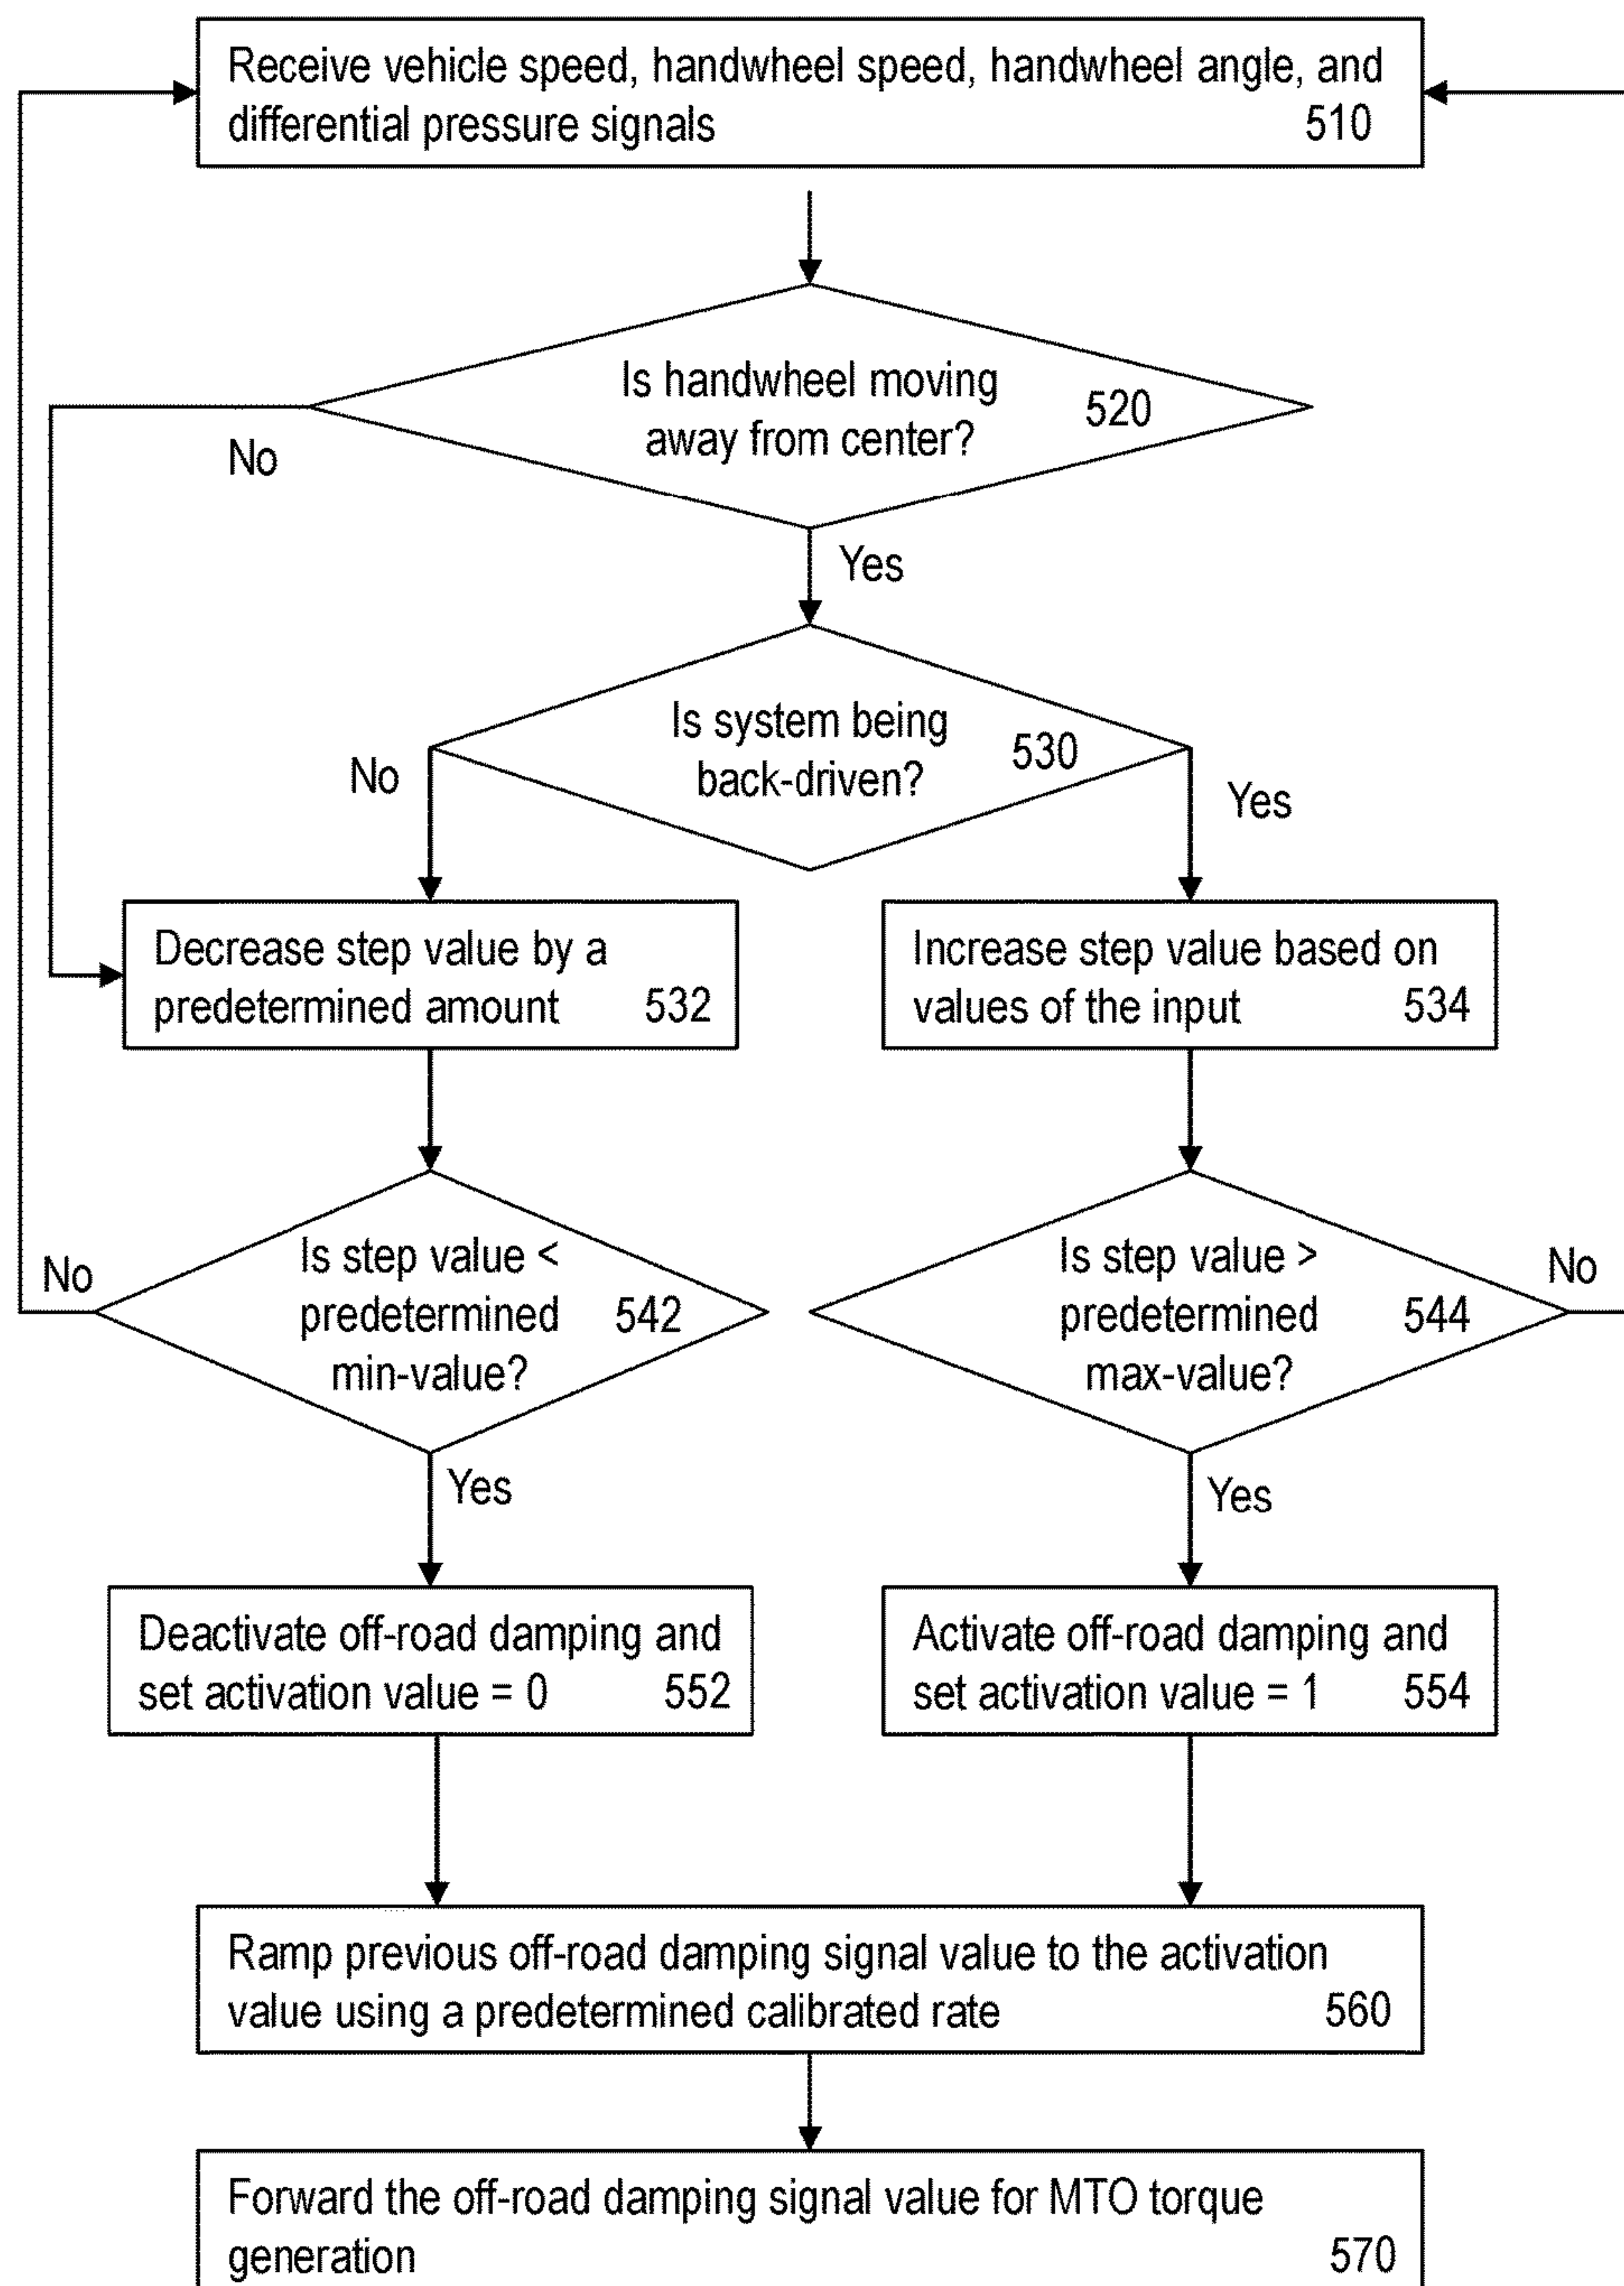 Receive vehicle speed, handwheel speed, handwheel angle, and
differential pressure signals 510
Is handwheel moving
away from center? 520
No
Yes
Is system being
back-driven? 530
No
Yes
Decrease step value by a
predetermined amount 532
Increase step value based on
values of the input 534
Is step value <
predetermined 542
min-value?
No
Is step value >
predetermined 544
max-value?
No
Yes
Yes
Deactivate off-road damping and
set activation value = 0 552
Activate off-road damping and
set activation value = 1 554
Ramp previous off-road damping signal value to the activation
value using a predetermined calibrated rate 560
Forward the off-road damping signal value for MTO torque
generation 570